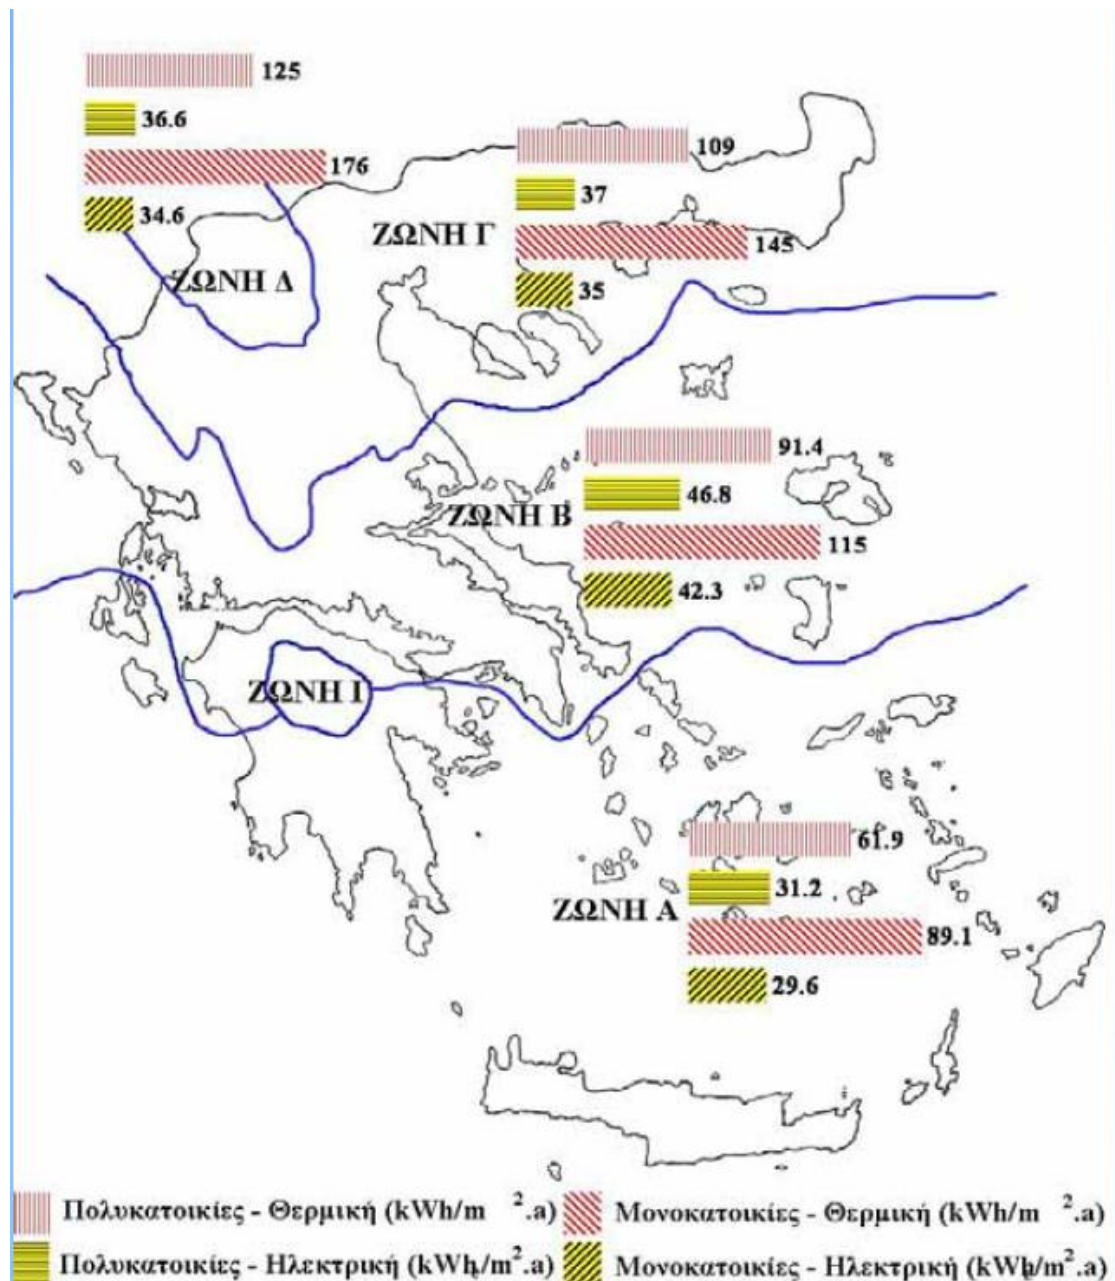 125
36.6
176
34.6
109
37
145
35
ΖΩΝΗ Γ
ΖΩΝΗ Δ
91.4
46.8
115
42.3
ΖΩΝΗ Β
ΖΩΝΗ Γ
61.9
31.2
89.1
29.6
ΖΩΝΗ Α
Πολυκατοικίες - Θερμική (kWh/m ².a)
Μονοκατοικίες - Θερμική (kWh/m ².a)
Πολυκατοικίες - Ηλεκτρική (kWh/m².a)
Μονοκατοικίες - Ηλεκτρική (kWh/m².a)